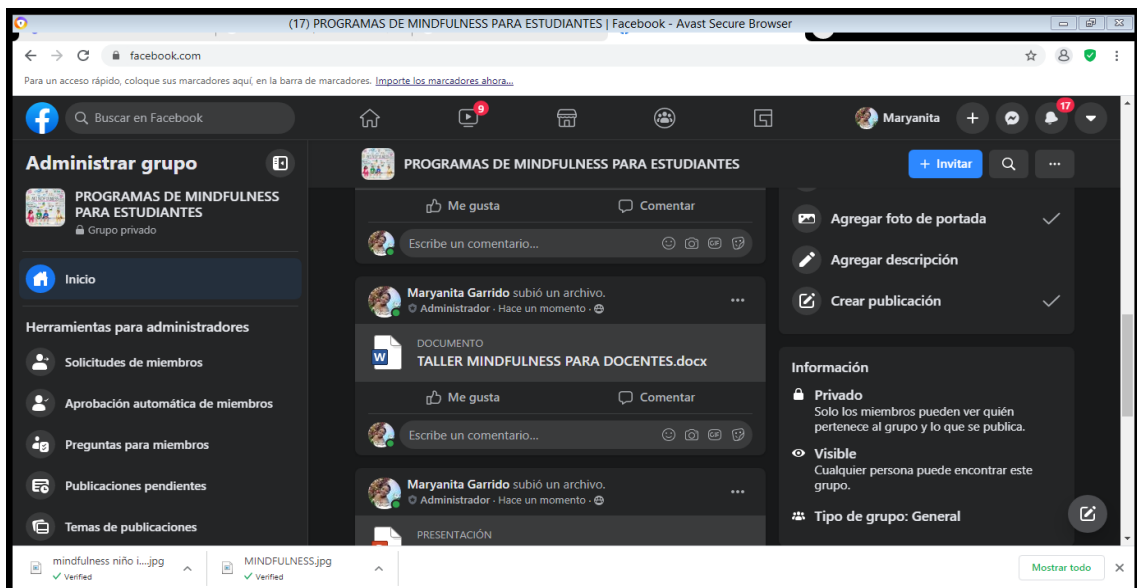 (17) PROGRAMAS DE MINDFULNESS PARA ESTUDIANTES | Facebook - Avast Secure Browser
facebook.com
Para un acceso rápido, coloque sus marcadores aquí, en la barra de marcadores. Importe los marcadores ahora...
Buscar en Facebook
9
Maryanita
17
Administrar grupo
PROGRAMAS DE MINDFULNESS
PARA ESTUDIANTES
Grupo privado
Inicio
Herramientas para administradores
Solicitudes de miembros
Aprobación automática de miembros
Preguntas para miembros
Publicaciones pendientes
Temas de publicaciones
PROGRAMAS DE MINDFULNESS PARA ESTUDIANTES
+ Invitar
Me gusta
Comentar
Escribe un comentario...
GIF
Maryanita Garrido subió un archivo.
Administrador · Hace un momento ·
W
DOCUMENTO
TALLER MINDFULNESS PARA DOCENTES.docx
Me gusta
Comentar
Escribe un comentario...
GIF
Maryanita Garrido subió un archivo.
Administrador · Hace un momento ·
PRESENTACIÓN
Agregar foto de portada
Agregar descripción
Crear publicación
Información
Privado
Solo los miembros pueden ver quién
pertenece al grupo y lo que se publica.
Visible
Cualquier persona puede encontrar este
grupo.
Tipo de grupo: General
mindfulness niño i....jpg
Verified
MINDFULNESS.jpg
Verified
Mostrar todo